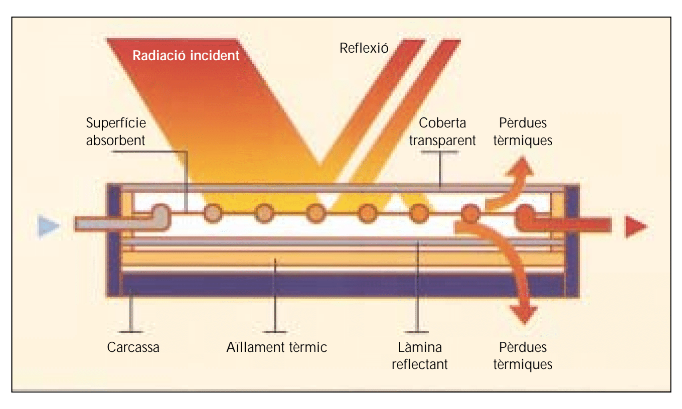 Radiació incident
Reflexió
Superfície
absorbent
Coberta
transparent
Pèrdues
tèrmiques
Carcassa
Aïllament tèrmic
Làmina
reflectant
Pèrdues
tèrmiques